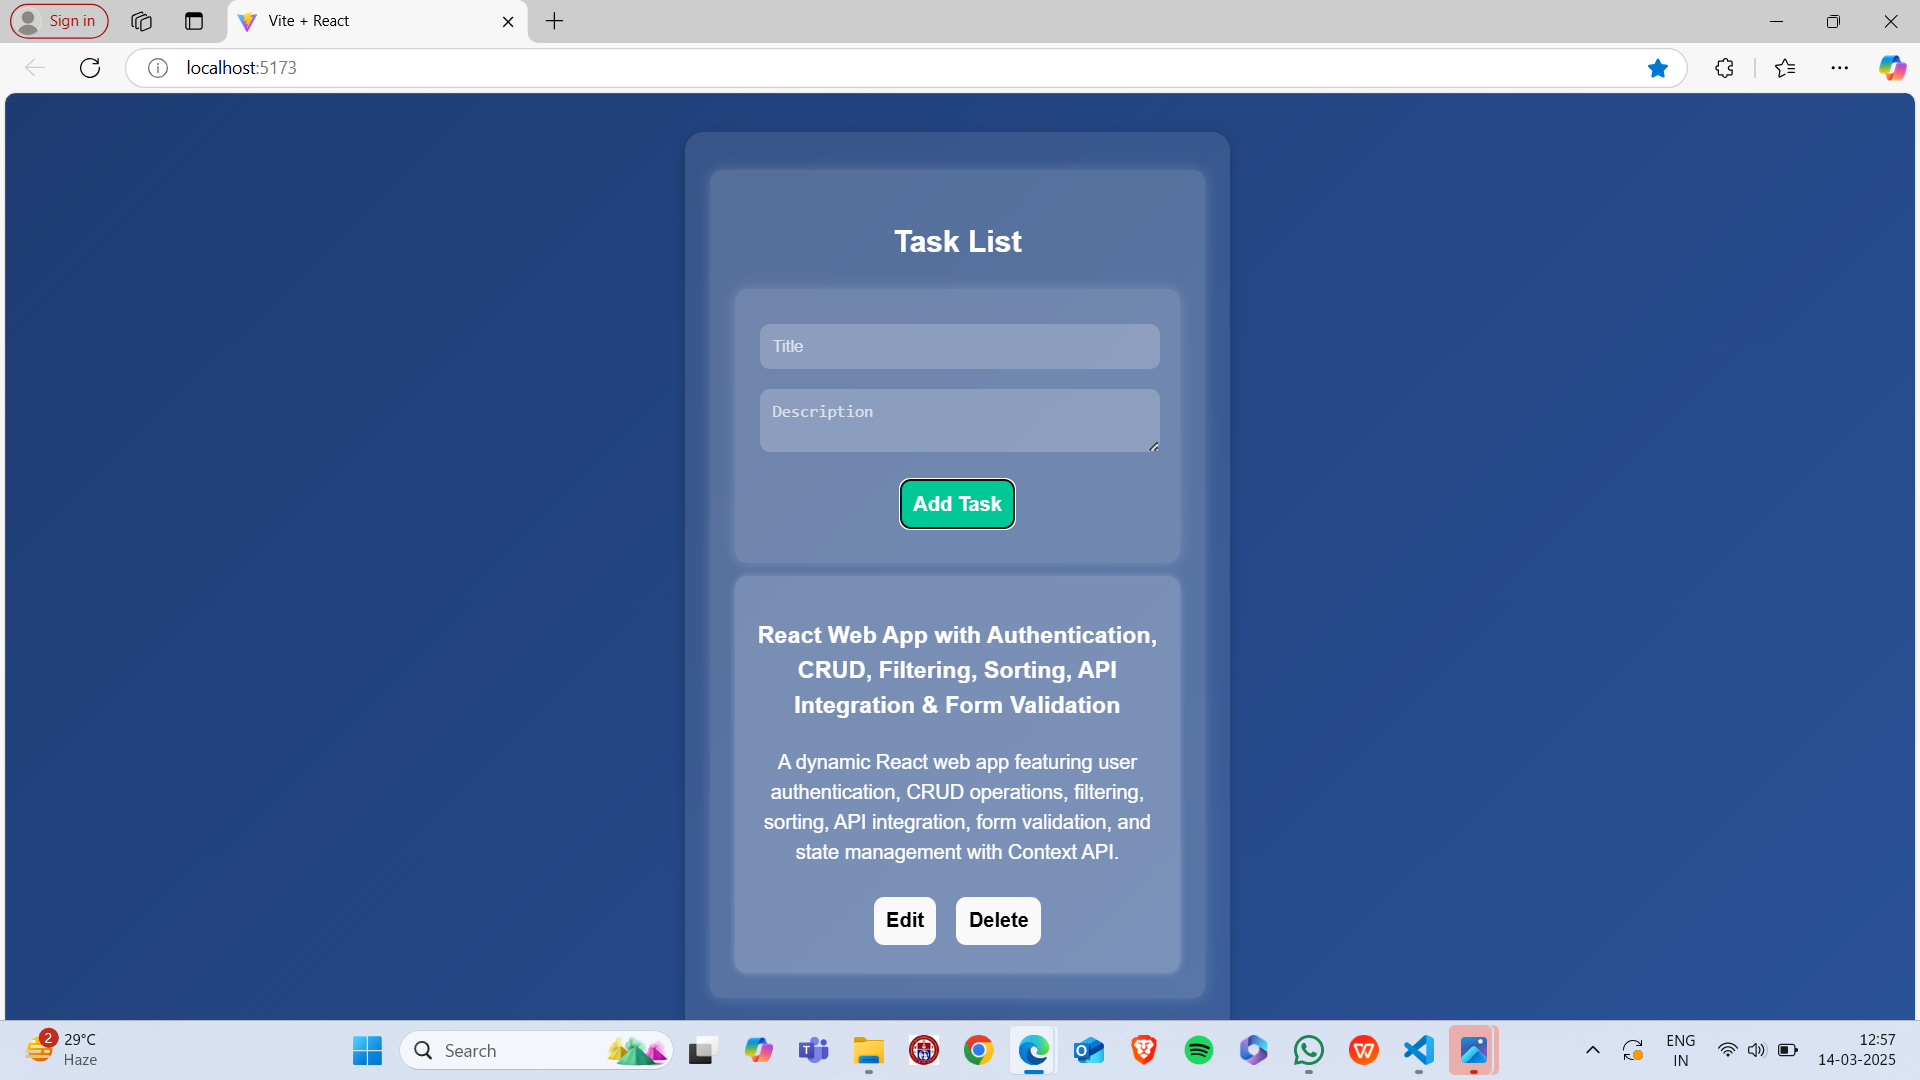 Sign in
Vite + React
localhost:5173
Task List
Title
Description
Add Task
React Web App with Authentication,
CRUD, Filtering, Sorting, API
Integration & Form Validation
A dynamic React web app featuring user
authentication, CRUD operations, filtering,
sorting, API integration, form validation, and
state management with Context API.
Edit
Delete
2
29°C
Haze
Search
ENG
IN
12:57
14-03-2025